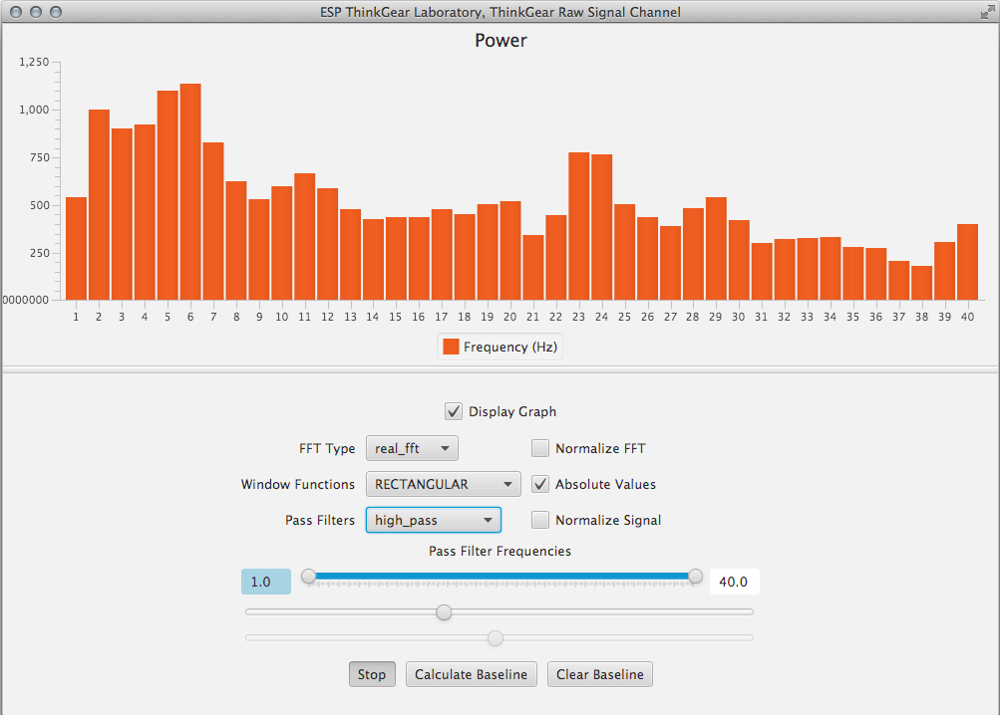 ESP ThinkGear Laboratory, ThinkGear Raw Signal Channel
Power
1,250
1,000
750
500
250
0000000
1 2 3 4 5 6 7 8 9 10 11 12 13 14 15 16 17 18 19 20 21 22 23 24 25 26 27 28 29 30 31 32 33 34 35 36 37 38 39 40
Frequency (Hz)
Display Graph
FFT Type real_fft Normalize FFT
Window Functions RECTANGULAR Absolute Values
Pass Filters high_pass Normalize Signal
Pass Filter Frequencies
1.0 40.0
Stop Calculate Baseline Clear Baseline